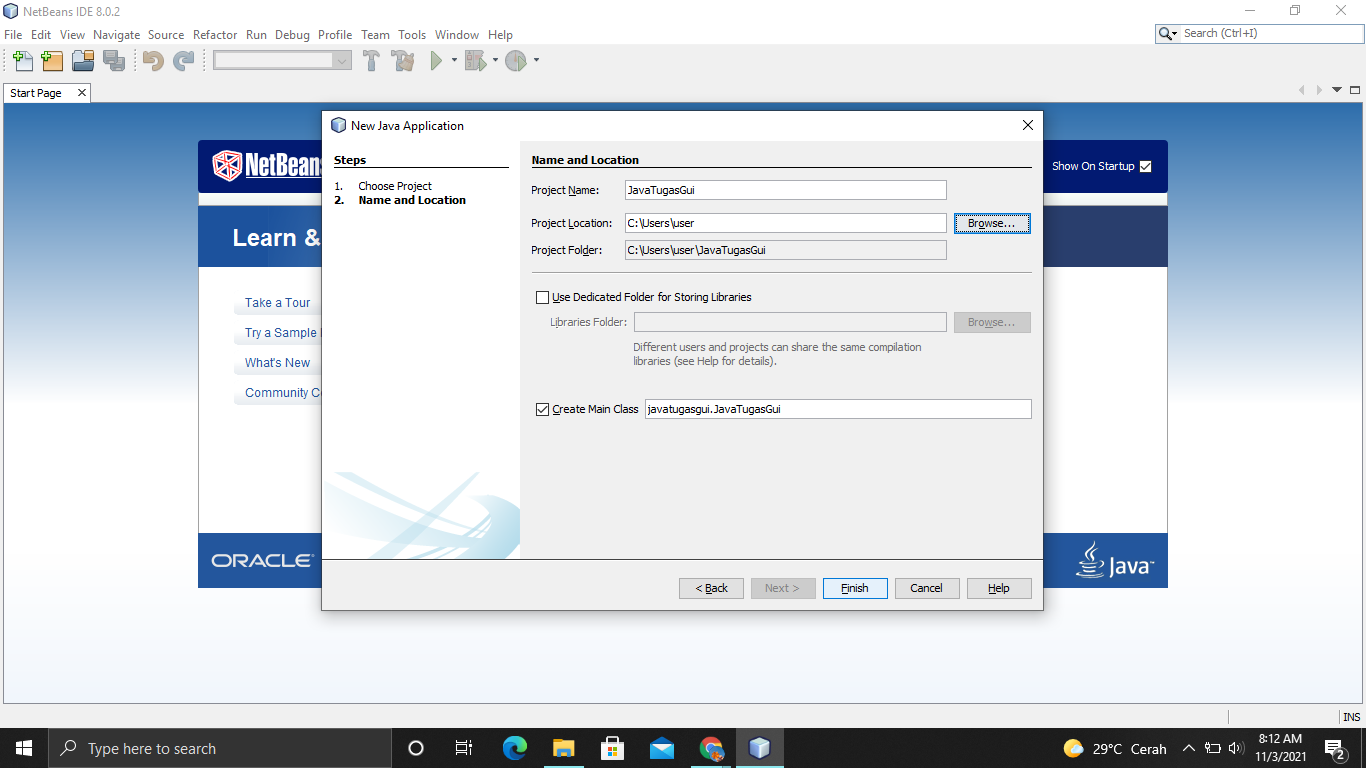 NetBeans IDE 8.0.2
File Edit View Navigate Source Refactor Run Debug Profile Team Tools Window Help
Search (Ctrl+I)
Start Page
New Java Application
Steps
1. Choose Project
2. Name and Location
Name and Location
Project Name: JavaTugasGui
Project Location: C:\Users\user Browse...
Project Folder: C:\Users\user\JavaTugasGui
Use Dedicated Folder for Storing Libraries
Libraries Folder: Browse...
Different users and projects can share the same compilation
libraries (see Help for details).
Create Main Class javatugasgui.JavaTugasGui
< Back Next > Finish Cancel Help
NetBeans
Show On Startup
Learn &
Take a Tour
Try a Sample
What's New
Community
ORACLE
Java
INS
Type here to search
29°C Cerah
8:12 AM
11/3/2021
2